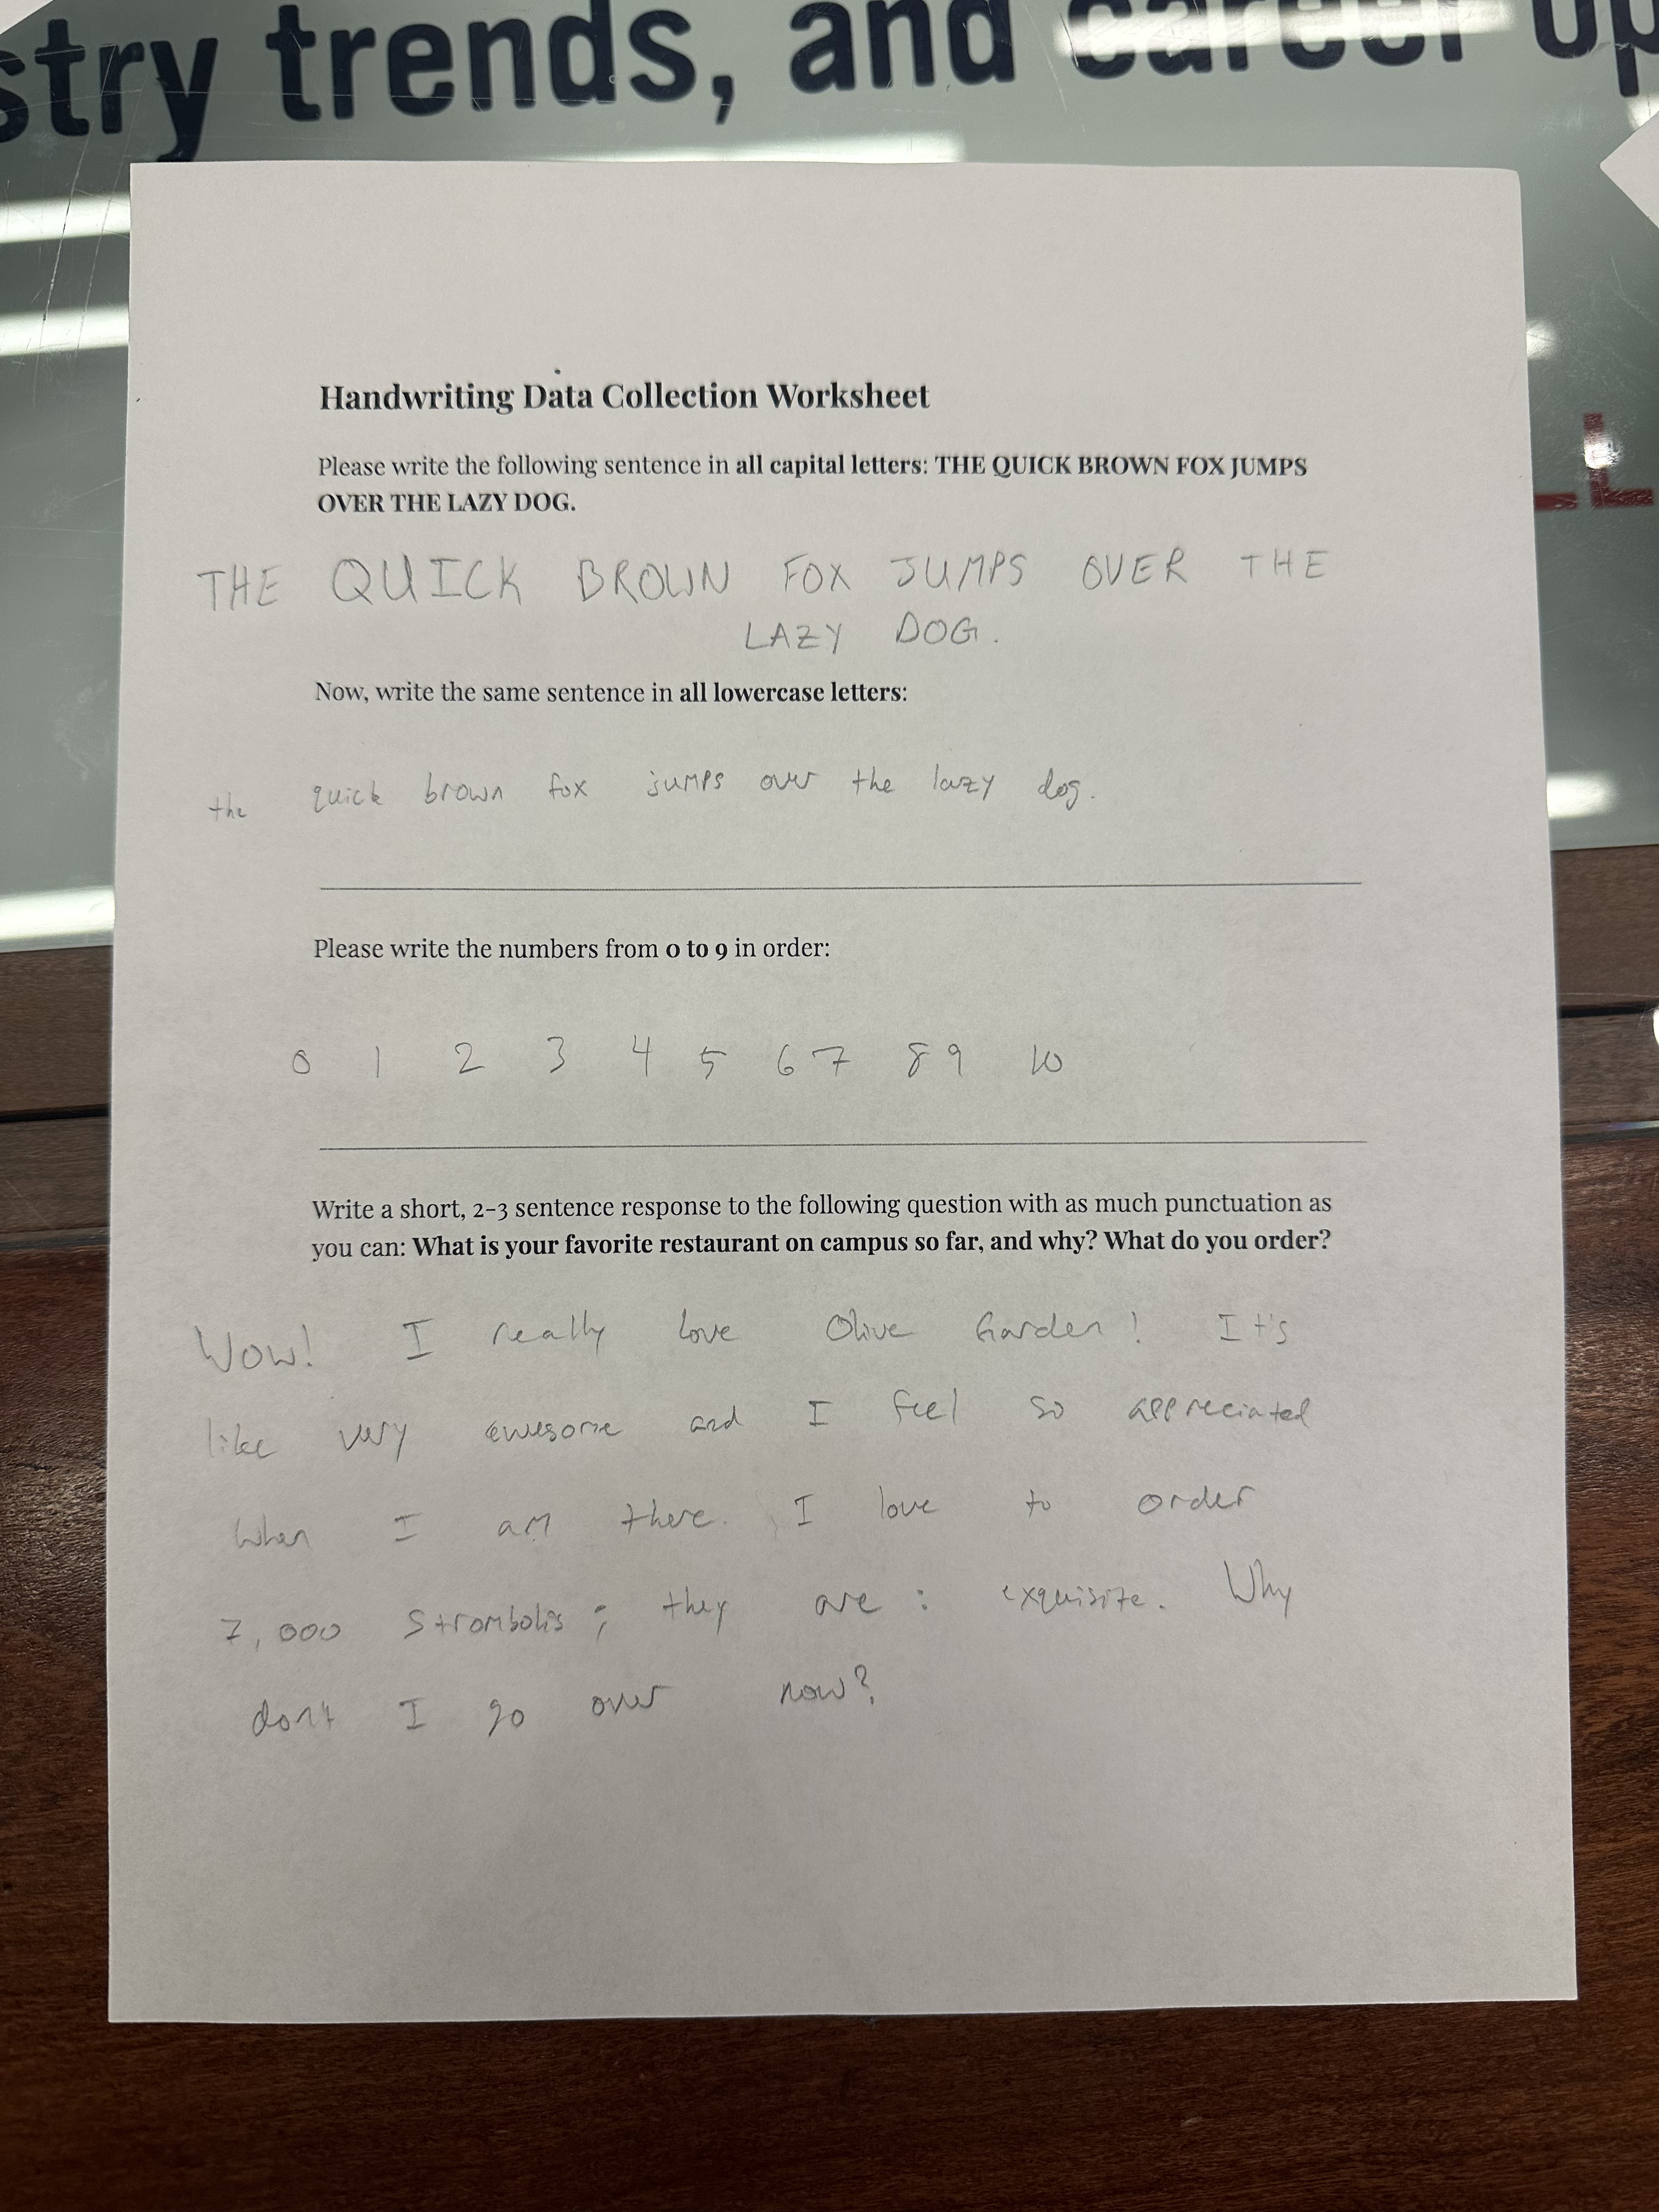 stry trends, and career op
Handwriting Data Collection Worksheet
Please write the following sentence in all capital letters: THE QUICK BROWN FOX JUMPS
OVER THE LAZY DOG.
THE QUICK BROWN FOX JUMPS OVER THE
LAZY DOG.
Now, write the same sentence in all lowercase letters:
the quick brown fox jumps over the lazy dog.
Please write the numbers from 0 to 9 in order:
0 1 2 3 4 5 6 7 8 9 10
Write a short, 2-3 sentence response to the following question with as much punctuation as
you can: What is your favorite restaurant on campus so far, and why? What do you order?
Wow! I really love Olive Garden! It's
like very awesome and I feel so appreciated
when I am there. I love to order
7,000 Strombolis; they are: exquisite. Why
don't I go over now?